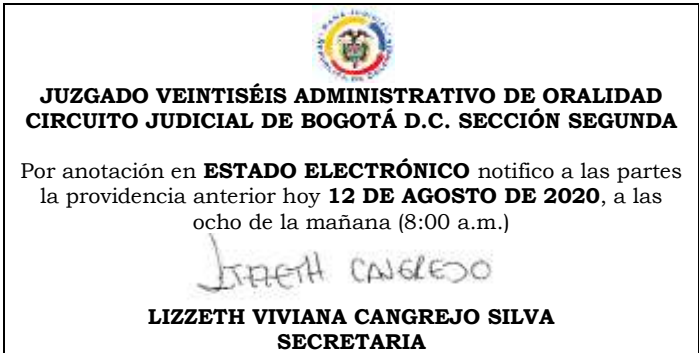 JUZGADO VEINTISÉIS ADMINISTRATIVO DE ORALIDAD
CIRCUITO JUDICIAL DE BOGOTÁ D.C. SECCIÓN SEGUNDA
Por anotación en ESTADO ELECTRÓNICO notifico a las partes
la providencia anterior hoy 12 DE AGOSTO DE 2020, a las
ocho de la mañana (8:00 a.m.)
LIZZETH CANGREJO
LIZZETH VIVIANA CANGREJO SILVA
SECRETARIA